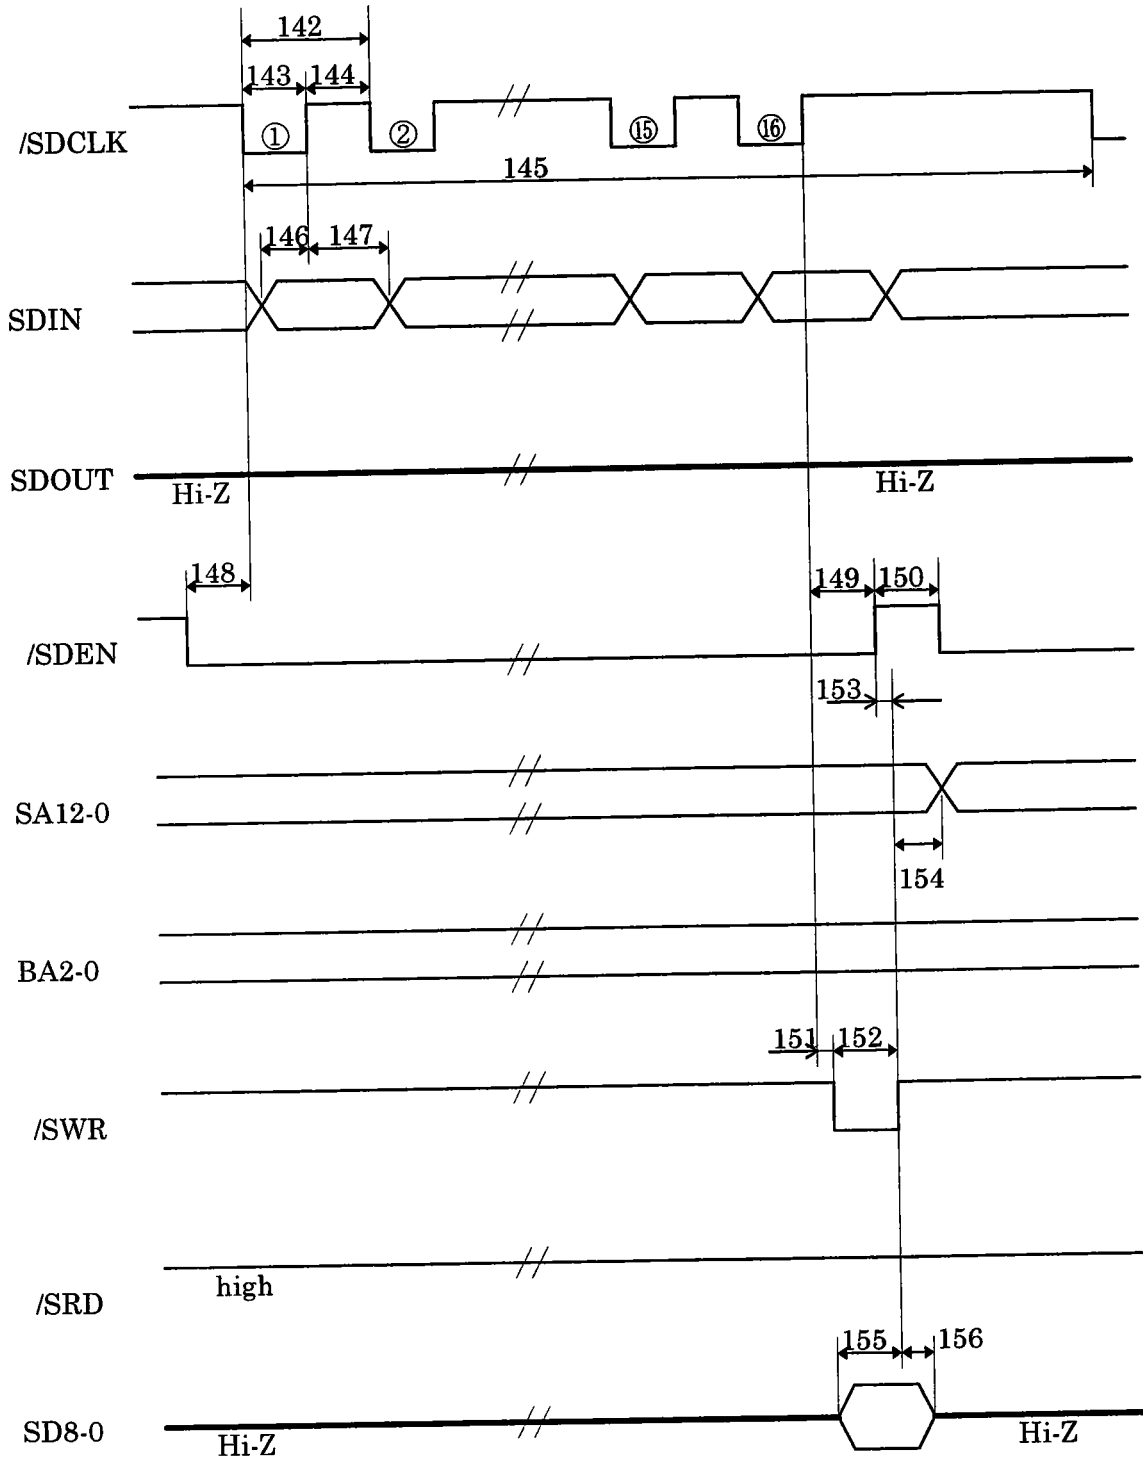 142
143 144
/SDCLK ① ② ⑮ ⑯
145
146 147
SDIN
SDOUT
Hi-Z Hi-Z
148 149 150
/SDEN
153
SA12-0
154
BA2-0
151 152
/SWR
high
/SRD
155 156
SD8-0
Hi-Z Hi-Z